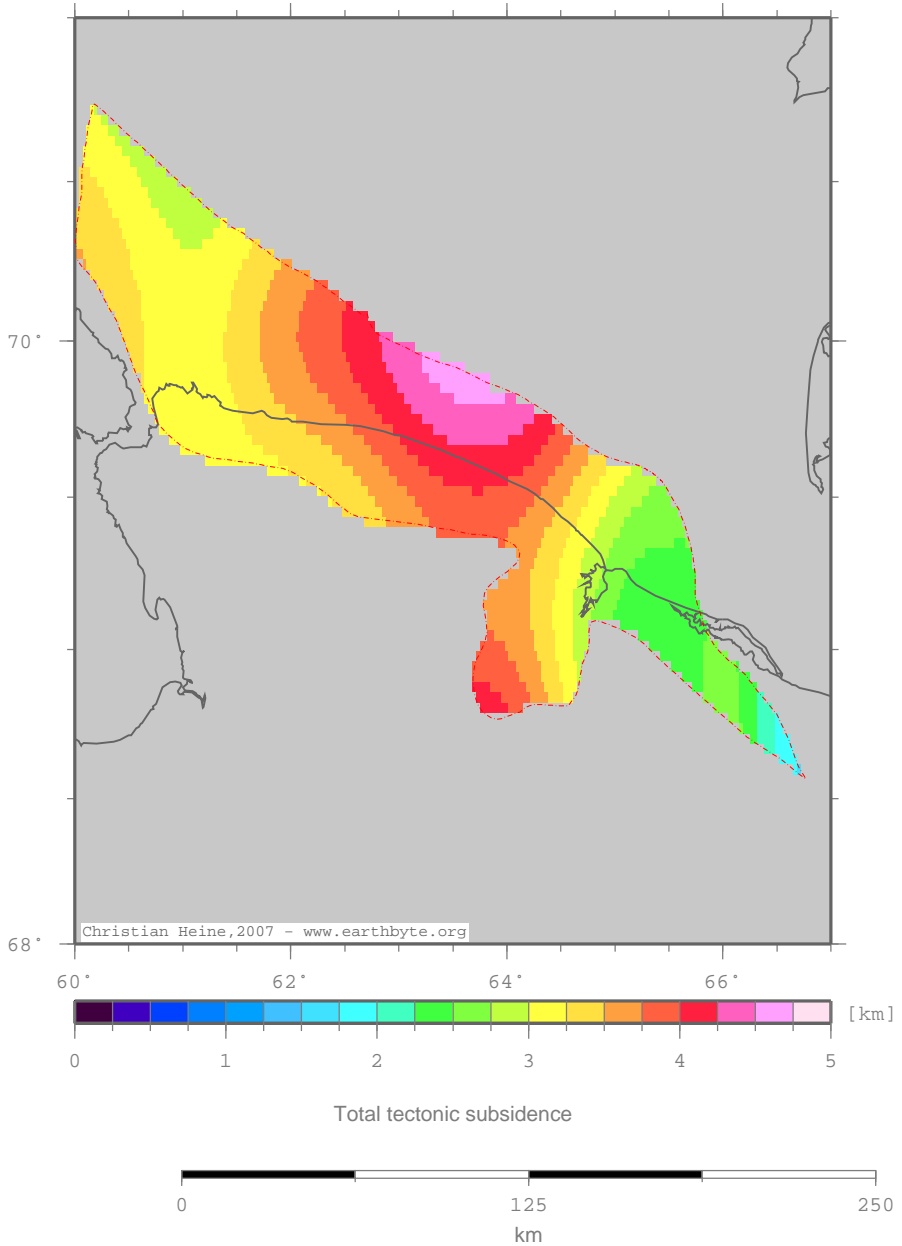 70°
Christian Heine,2007 - www.earthbyte.org
68°
60° 62° 64° 66°
[km]
0 1 2 3 4 5
Total tectonic subsidence
0 125 250
km